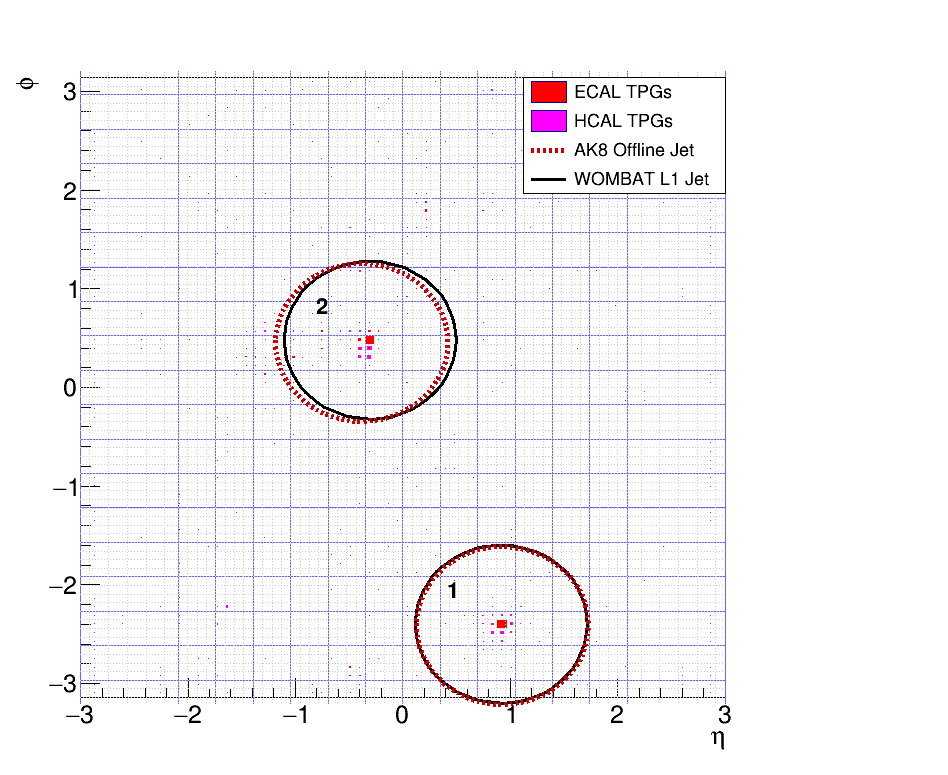 φ
3
2
1
0
−1
−2
−3
ECAL TPGs
HCAL TPGs
AK8 Offline Jet
WOMBAT L1 Jet
2
1
−3 −2 −1 0 1 2 3
η